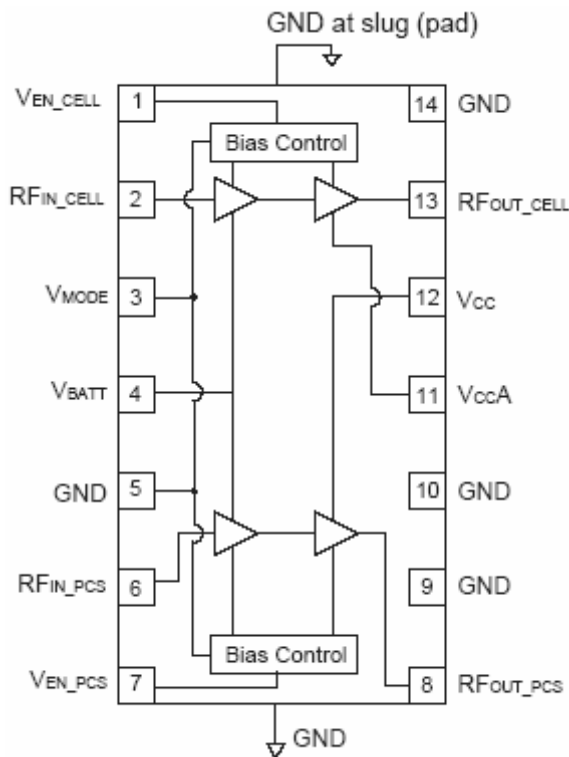 GND at slug (pad)
VEN_CELL 1
14 GND
Bias Control
RFIN_CELL 2
13 RFOUT_CELL
VMODE 3
12 VCC
VBATT 4
11 VCCA
GND 5
10 GND
RFIN_PCS 6
9 GND
Bias Control
VEN_PCS 7
8 RFOUT_PCS
GND